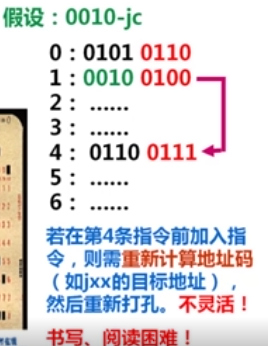 假设：0010-jc
0：0101 0110
1：0010 0100
2：……
3：……
4：0110 0111
5：……
6：……
若在第4条指令前加入指
令，则需重新计算地址码
（如jxx的目标地址），
然后重新打孔。不灵活！
书写、阅读困难！